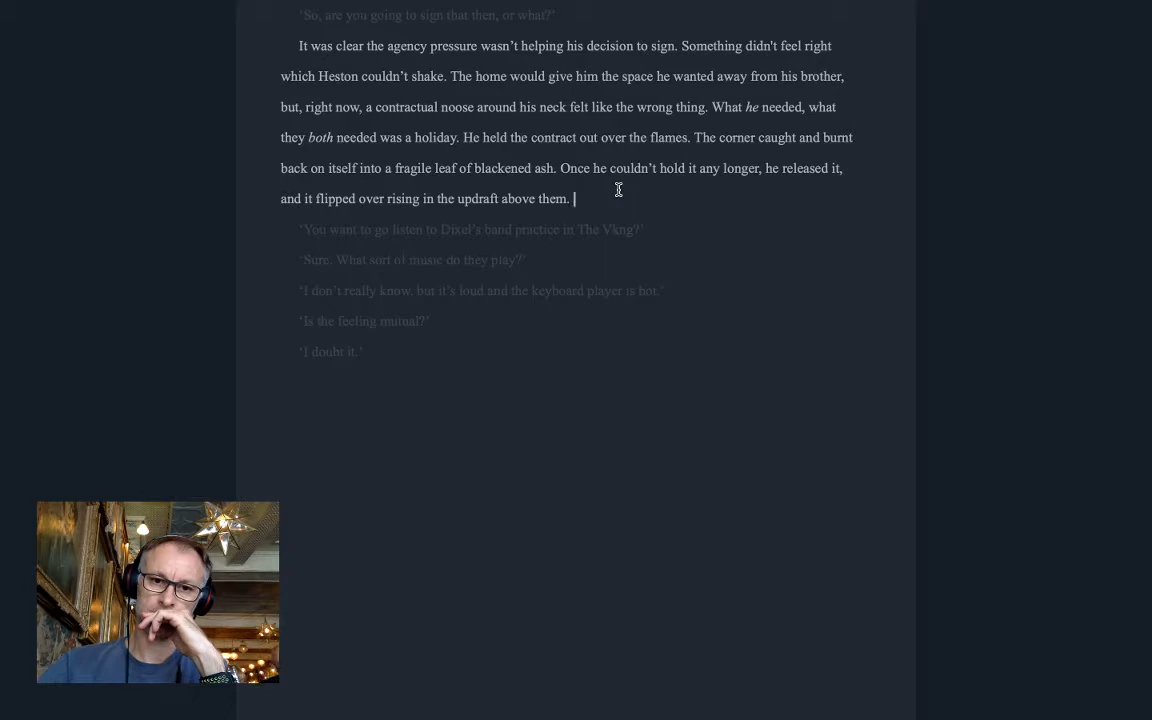 ‘So, are you going to sign that then, or what?’
It was clear the agency pressure wasn’t helping his decision to sign. Something didn't feel right
which Heston couldn’t shake. The home would give him the space he wanted away from his brother,
but, right now, a contractual noose around his neck felt like the wrong thing. What he needed, what
they both needed was a holiday. He held the contract out over the flames. The corner caught and burnt
back on itself into a fragile leaf of blackened ash. Once he couldn’t hold it any longer, he released it,
and it flipped over rising in the updraft above them.
‘You want to go listen to Dixel’s band practice in The Vkng?’
‘Sure. What sort of music do they play?’
‘I don’t really know, but it’s loud and the keyboard player is hot.’
‘Is the feeling mutual?’
‘I doubt it.’